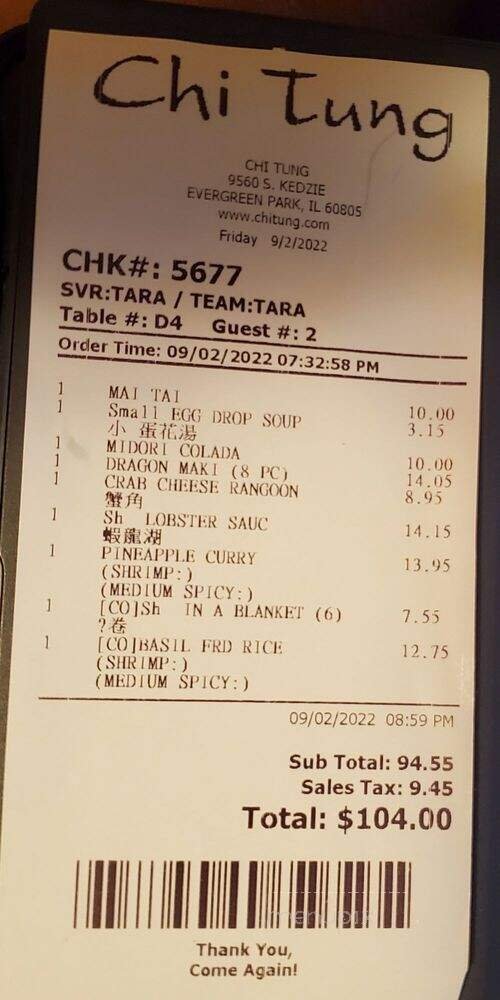 Chi Tung
CHI TUNG
9560 S. KEDZIE
EVERGREEN PARK, IL 60805
www.chitung.com
Friday 9/2/2022
CHK#: 5677
SVR:TARA / TEAM:TARA
Table #: D4 Guest #: 2
Order Time: 09/02/2022 07:32:58 PM
1 MAI TAI 10.00
1 Small EGG DROP SOUP 3.15
小 蛋花湯
1 MIDORI COLADA 10.00
1 DRAGON MAKI (8 PC) 14.05
1 CRAB CHEESE RANGOON 8.95
蟹角
1 Sh LOBSTER SAUC 14.15
蝦龍湖
1 PINEAPPLE CURRY 13.95
(SHRIMP:)
(MEDIUM SPICY:)
1 [CO]Sh IN A BLANKET (6) 7.55
?卷
1 [CO]BASIL FRD RICE 12.75
(SHRIMP:)
(MEDIUM SPICY:)
09/02/2022 08:59 PM
Sub Total: 94.55
Sales Tax: 9.45
Total: $104.00
menupix
Thank You,
Come Again!